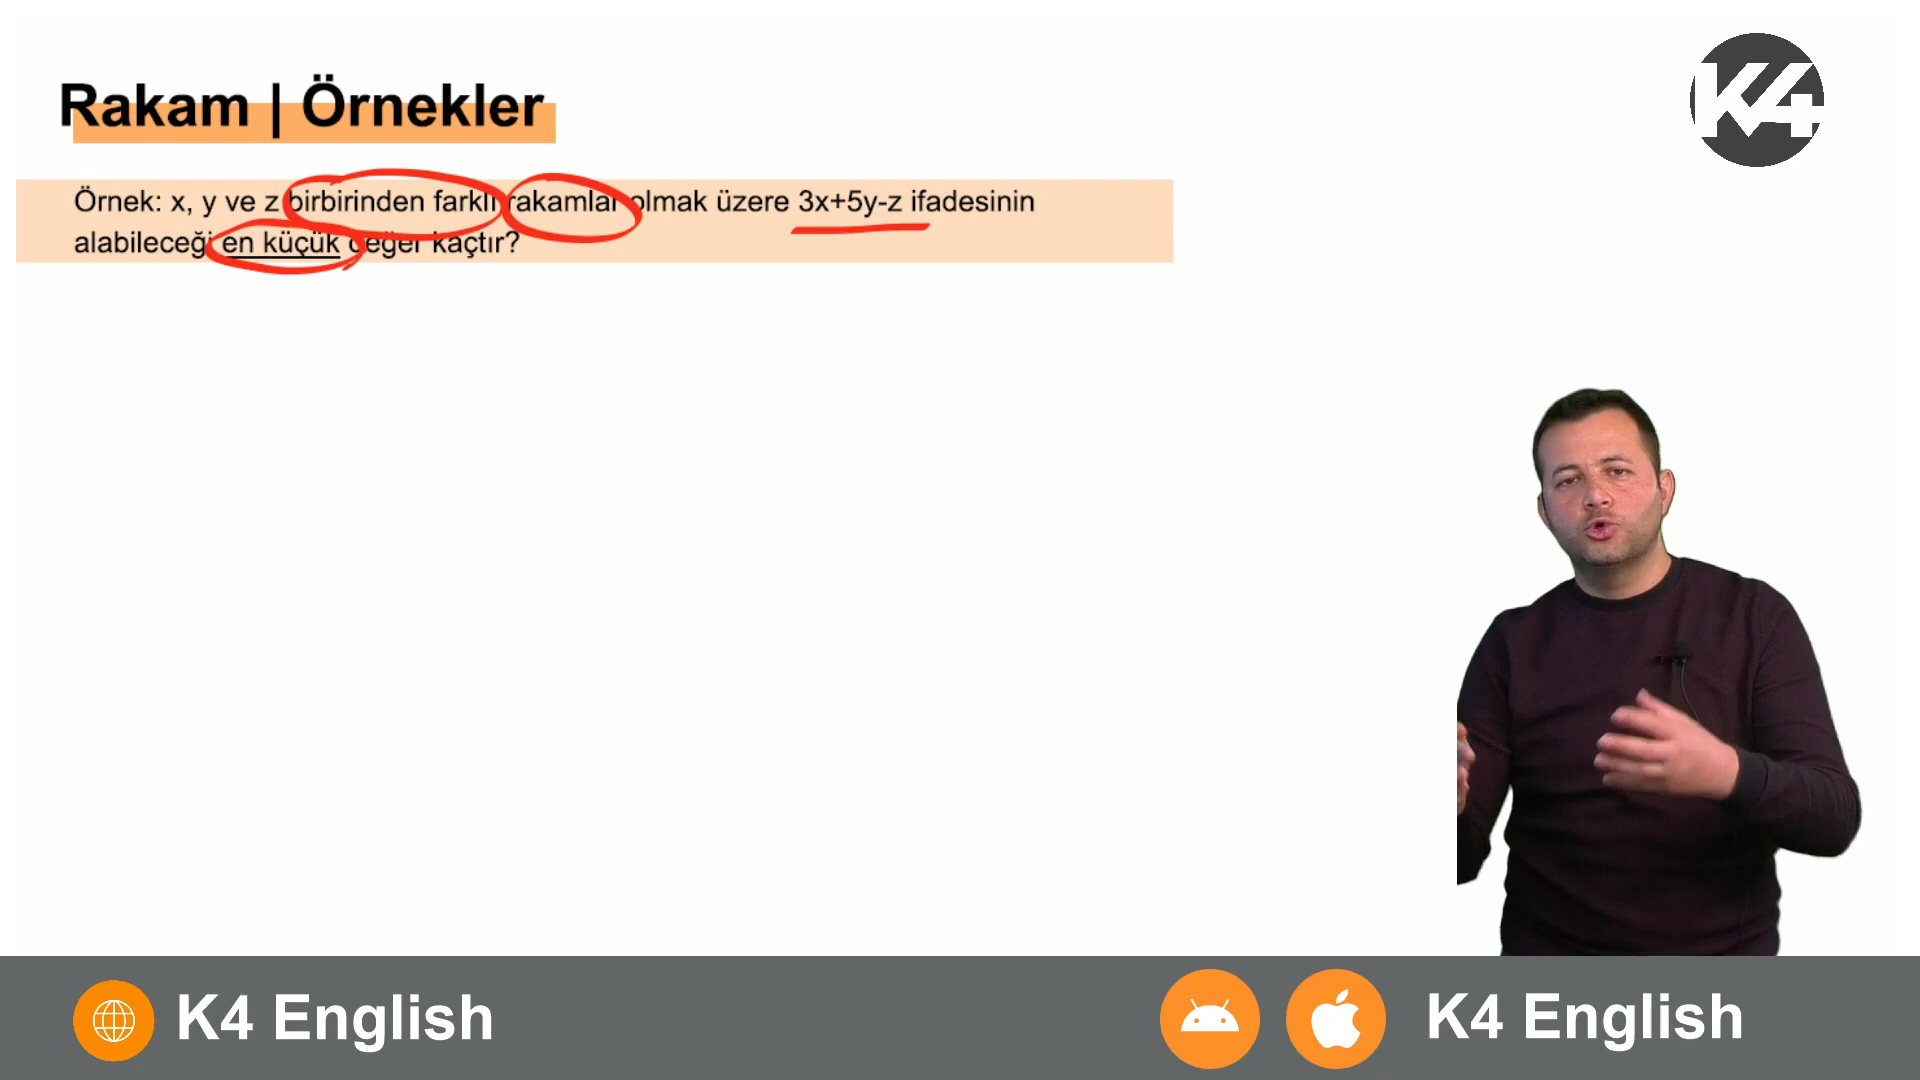 K4
Rakam | Örnekler
Örnek: x, y ve z birbirinden farklı rakamlar olmak üzere 3x+5y-z ifadesinin
alabileceği en küçük değer kaçtır?
K4 English
K4 English